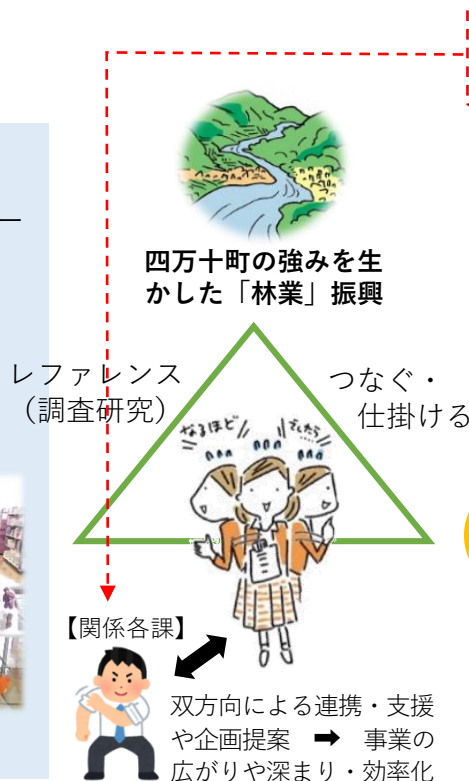 四万十町の強みを生
かした「林業」振興
レファレンス
（調査研究）
つなぐ・
仕掛ける
なるほど
【関係各課】
双方向による連携・支援
や企画提案 ➡ 事業の
広がりや深まり・効率化